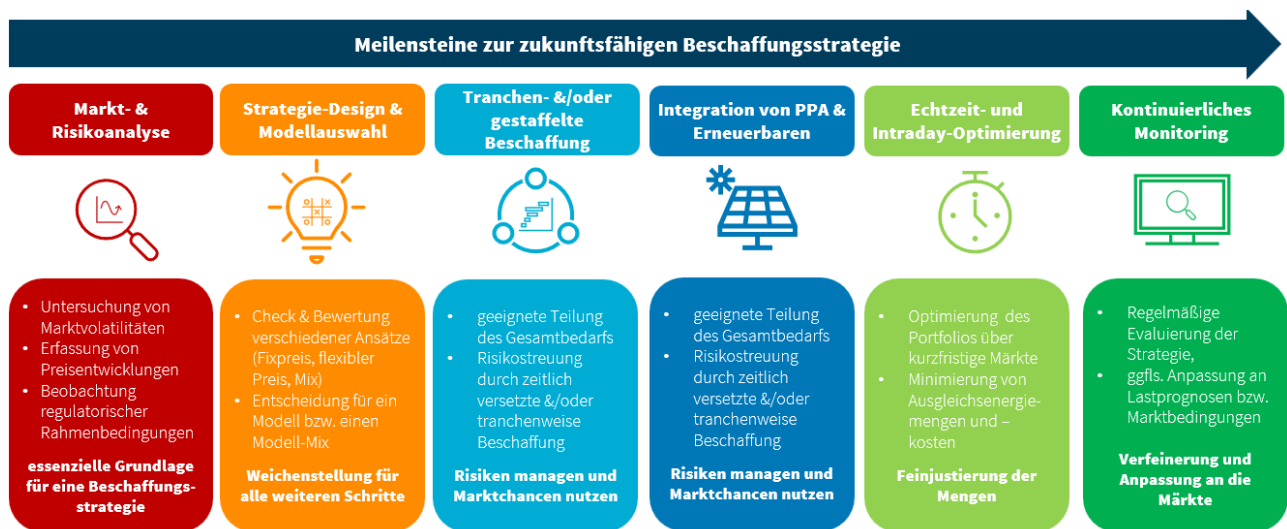 Meilensteine zur zukunftsfähigen Beschaffungsstrategie
Markt- &
Risikoanalyse
Strategie-Design &
Modellauswahl
Tranchen- &/oder
gestaffelte
Beschaffung
Integration von PPA &
Erneuerbaren
Echtzeit- und
Intraday-Optimierung
Kontinuierliches
Monitoring
• Untersuchung von
Marktvolatilitäten
• Erfassung von
Preisentwicklungen
• Beobachtung
regulatorischer
Rahmenbedingungen
essenzielle Grundlage
für eine Beschaffungs-
strategie
• Check & Bewertung
verschiedener Ansätze
(Fixpreis, flexibler
Preis, Mix)
• Entscheidung für ein
Modell bzw. einen
Modell-Mix
Weichenstellung für
alle weiteren Schritte
• geeignete Teilung
des Gesamtbedarfs
• Risikostreuung
durch zeitlich
versetzte &/oder
tranchenweise
Beschaffung
Risiken managen und
Marktchancen nutzen
• geeignete Teilung
des Gesamtbedarfs
• Risikostreuung
durch zeitlich
versetzte &/oder
tranchenweise
Beschaffung
Risiken managen und
Marktchancen nutzen
• Optimierung des
Portfolios über
kurzfristige Märkte
• Minimierung von
Ausgleichsenergie-
mengen und –
kosten
Feinjustierung der
Mengen
• Regelmäßige
Evaluierung der
Strategie,
• ggfls. Anpassung an
Lastprognosen bzw.
Marktbedingungen
Verfeinerung und
Anpassung an die
Märkte